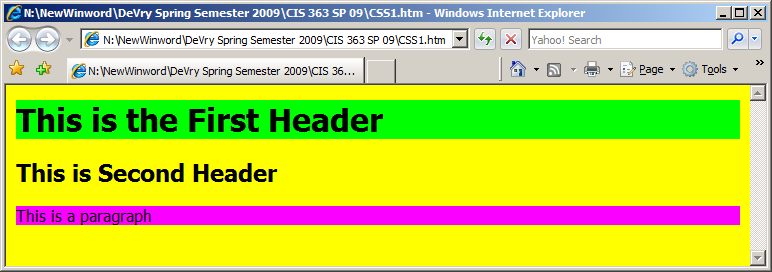 N:\NewWinword\DeVry Spring Semester 2009\CIS 363 SP 09\CSS1.htm - Windows Internet Explorer
N:\NewWinword\DeVry Spring Semester 2009\CIS 363 SP 09\CSS1.htm
Yahoo! Search
N:\NewWinword\DeVry Spring Semester 2009\CIS 36...
Page
Tools
»
This is the First Header
This is Second Header
This is a paragraph